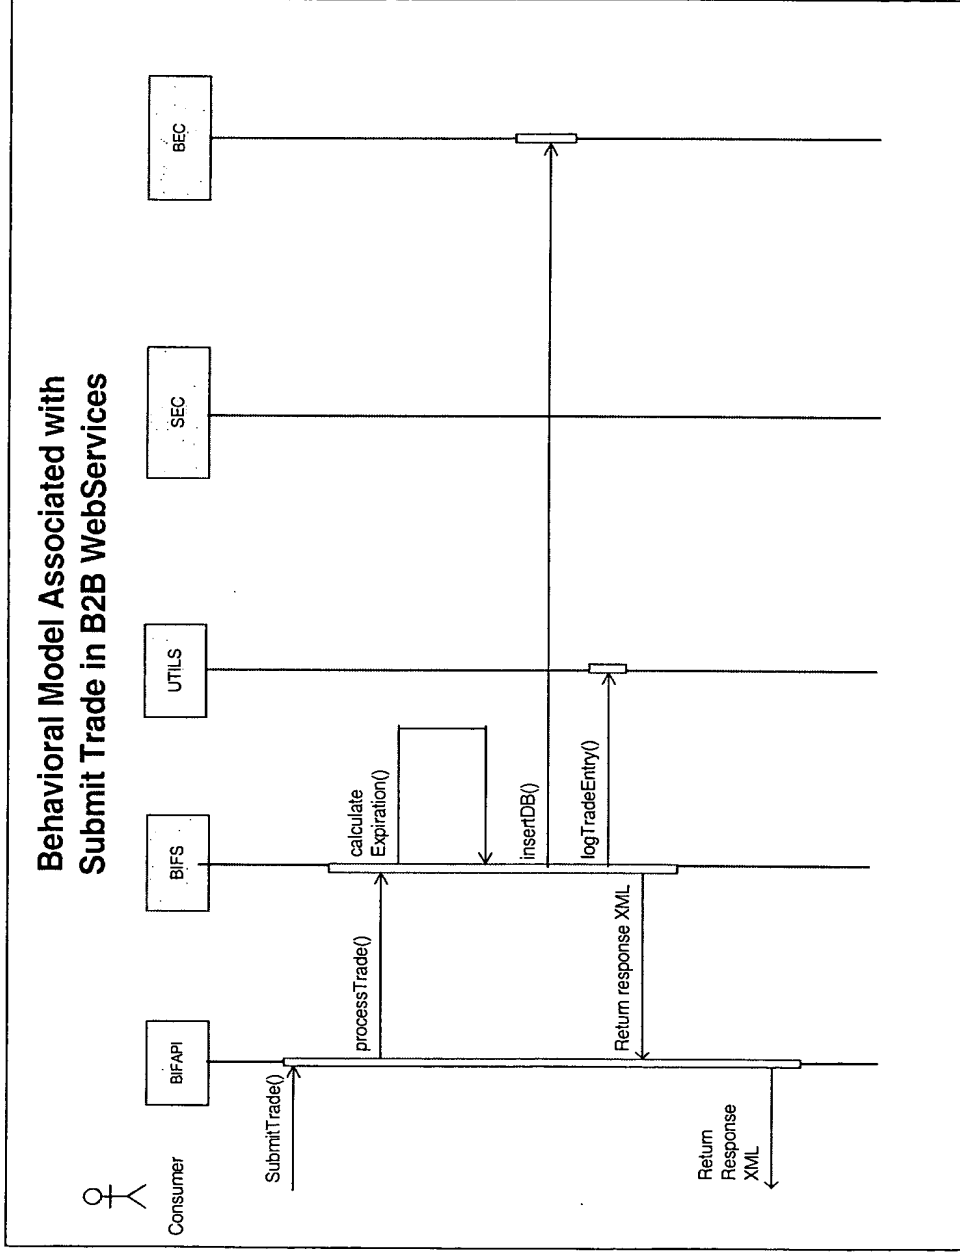 Behavioral Model Associated with
Submit Trade in B2B WebServices
Consumer
BIFAPI
BIFS
UTILS
SEC
BEC
SubmitTrade()
processTrade()
calculate
Expiration()
insertDB()
logTradeEntry()
Return response XML
Return
Response
XML